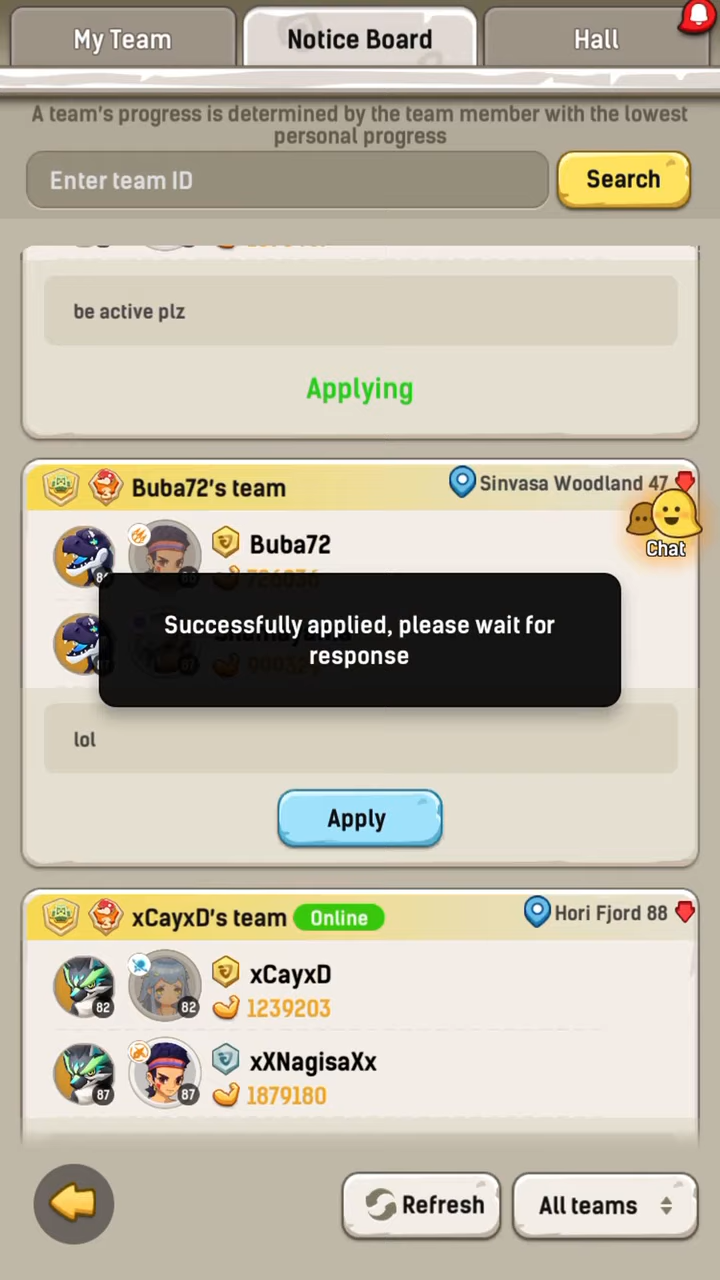 My Team
Notice Board
Hall
A team's progress is determined by the team member with the lowest
personal progress
Enter team ID
Search
be active plz
Applying
Buba72's team
Sinvasa Woodland 47
Chat
Buba72
Successfully applied, please wait for
response
lol
Apply
xCayxD's team
Online
Hori Fjord 88
82
82
xCayxD
1239203
87
87
xXNagisaXx
1879180
Refresh
All teams